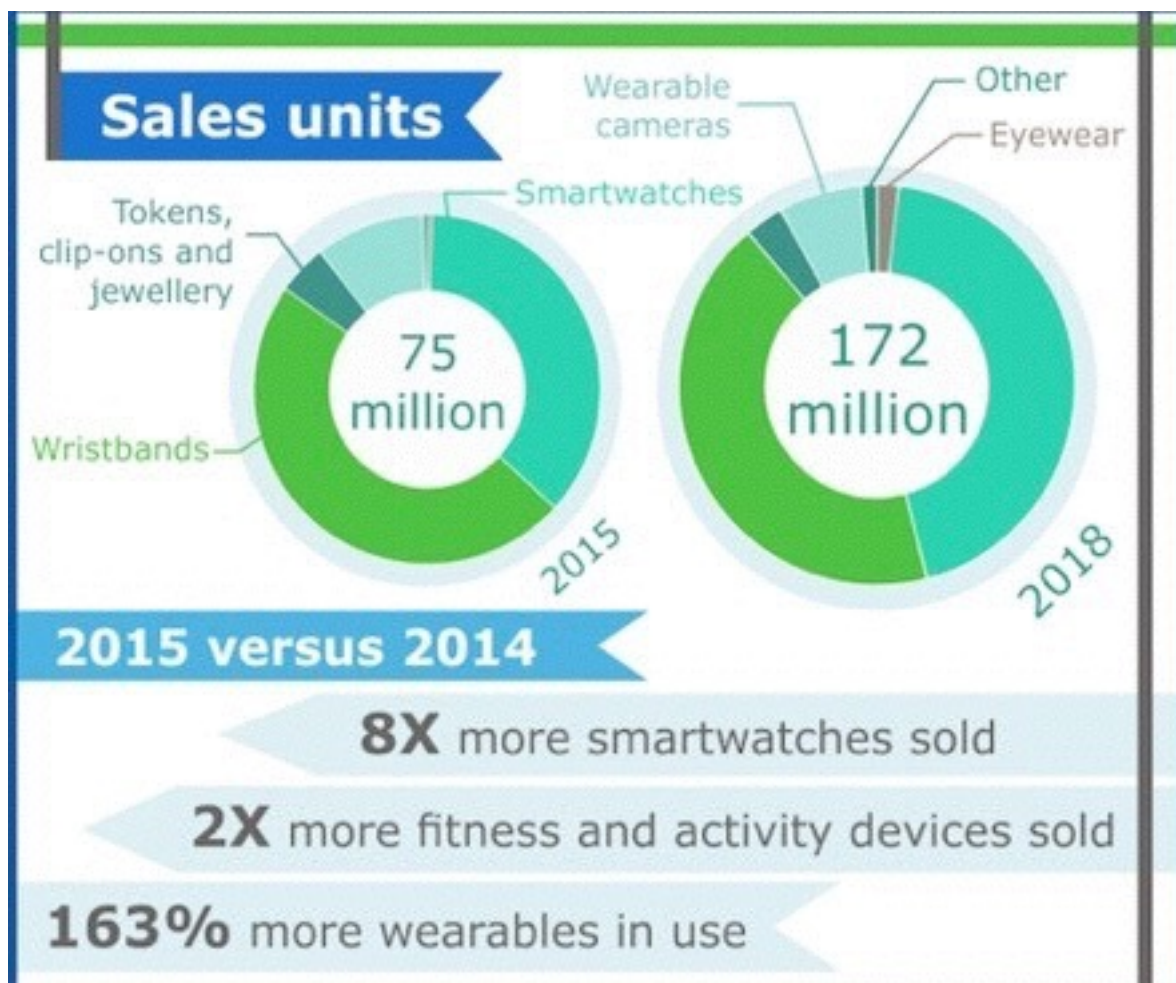 Sales units
Tokens,
clip-ons and
jewellery
Smartwatches
Wristbands
75
million
2015
Wearable
cameras
Other
Eyewear
172
million
2018
2015 versus 2014
8X more smartwatches sold
2X more fitness and activity devices sold
163% more wearables in use